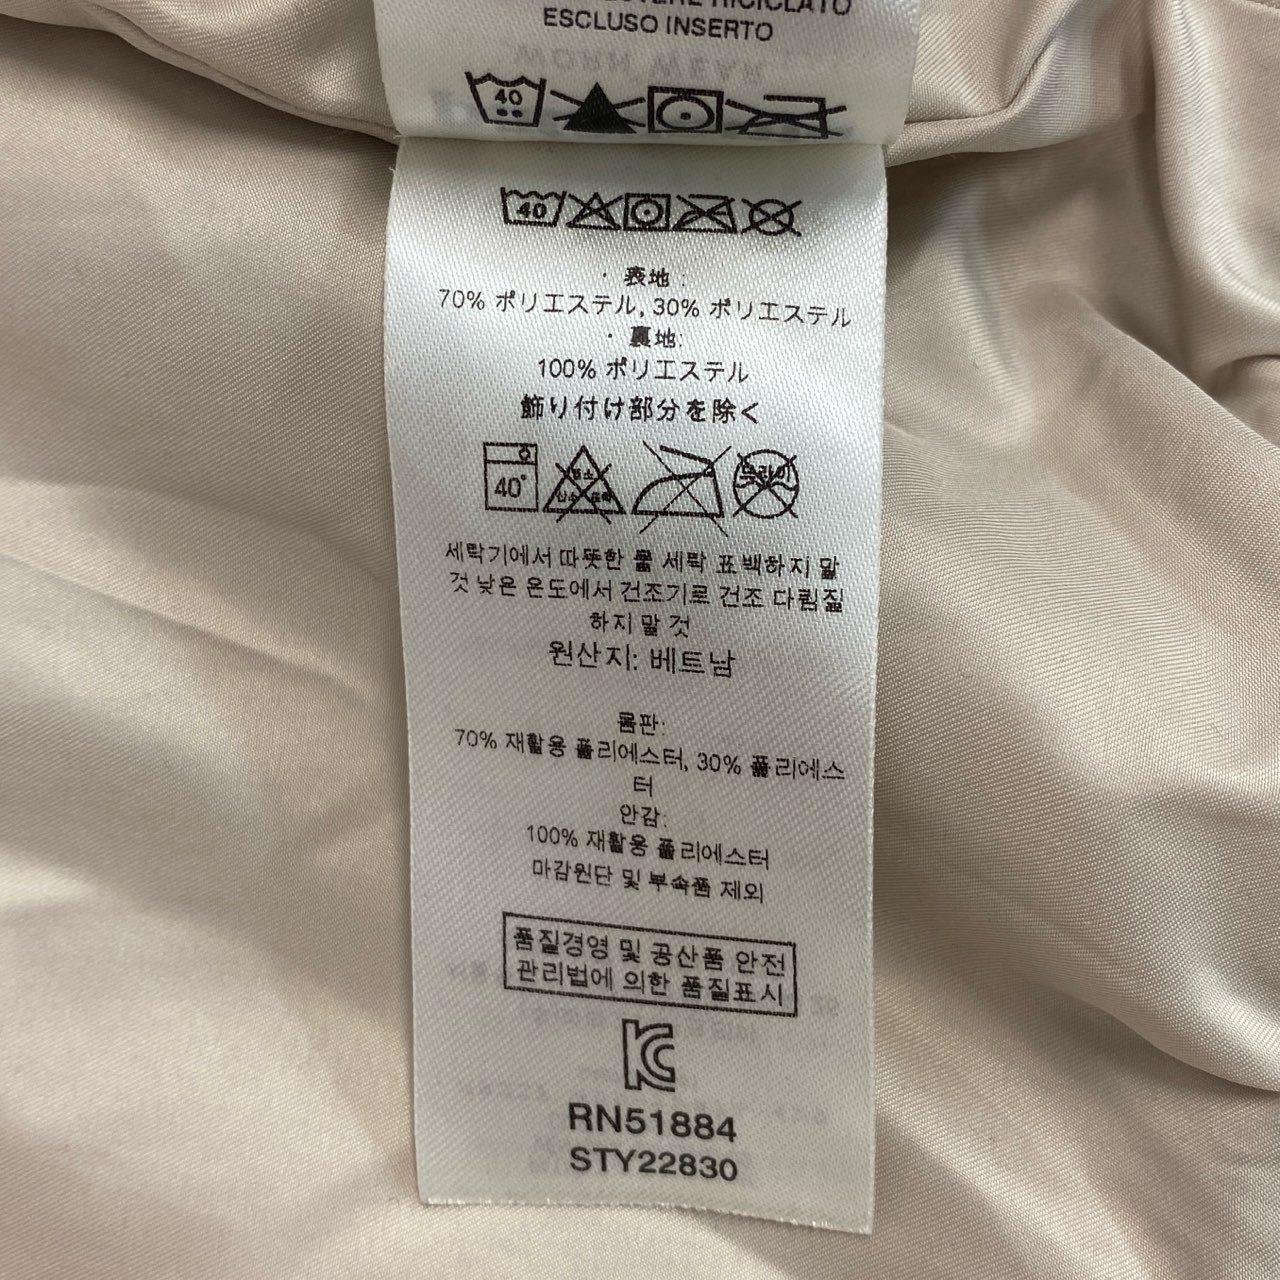 RICICLATO
ESCLUSO INSERTO
40
40
・ 表地 :
70% ポリエステル, 30% ポリエステル
・ 裏地:
100% ポリエステル
飾り付け部分を除く
40°
드라이
세탁기에서 따뜻한 물 세탁 표백하지 말
것 낮은 온도에서 건조기로 건조 다림질
하지 말 것
원산지: 베트남
몸판:
70% 재활용 폴리에스터, 30% 폴리에스
터
안감:
100% 재활용 폴리에스터
마감원단 및 부속품 제외
품질경영 및 공산품 안전
관리법에 의한 품질표시
RN51884
STY22830